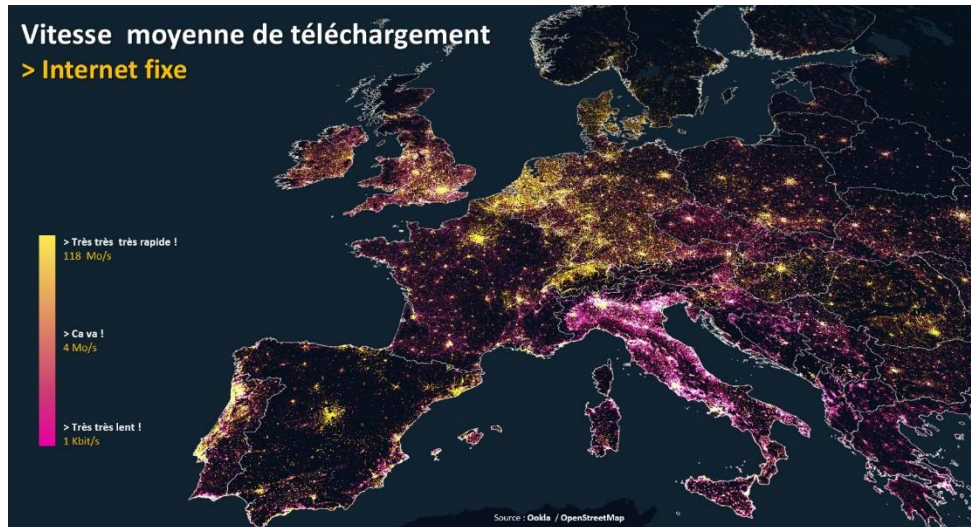 Vitesse moyenne de téléchargement
> Internet fixe
> Très très très rapide !
118 Mo/s
> Ca va !
4 Mo/s
> Très très lent !
1 Kbit/s
Source : Ookla / OpenStreetMap